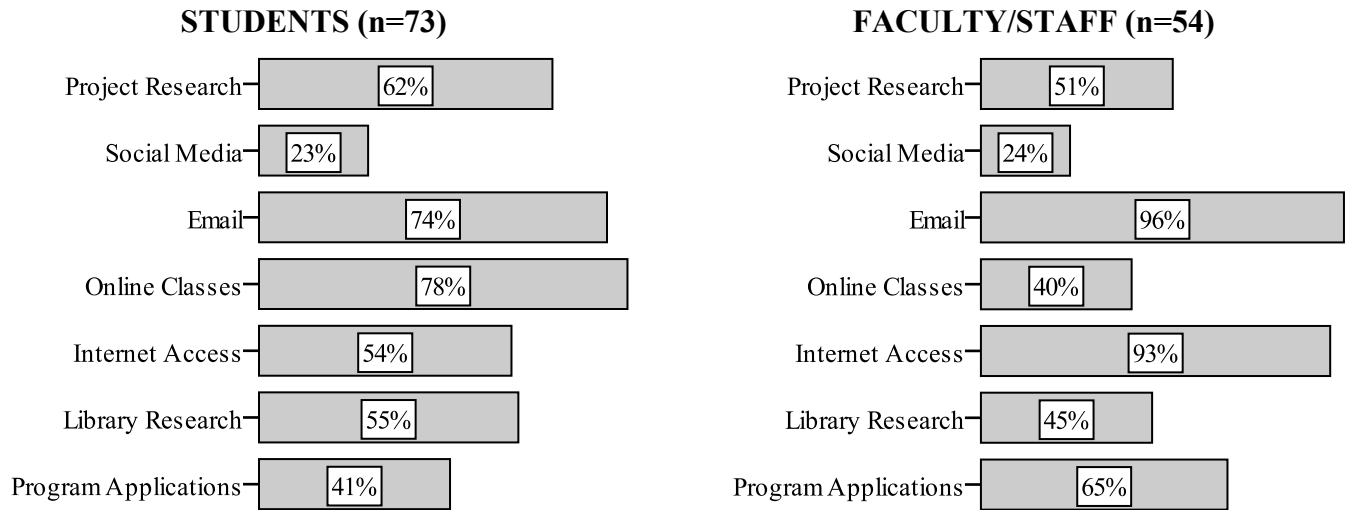 STUDENTS (n=73)
Project Research 62%
Social Media 23%
Email 74%
Online Classes 78%
Internet Access 54%
Library Research 55%
Program Applications 41%
FACULTY/STAFF (n=54)
Project Research 51%
Social Media 24%
Email 96%
Online Classes 40%
Internet Access 93%
Library Research 45%
Program Applications 65%